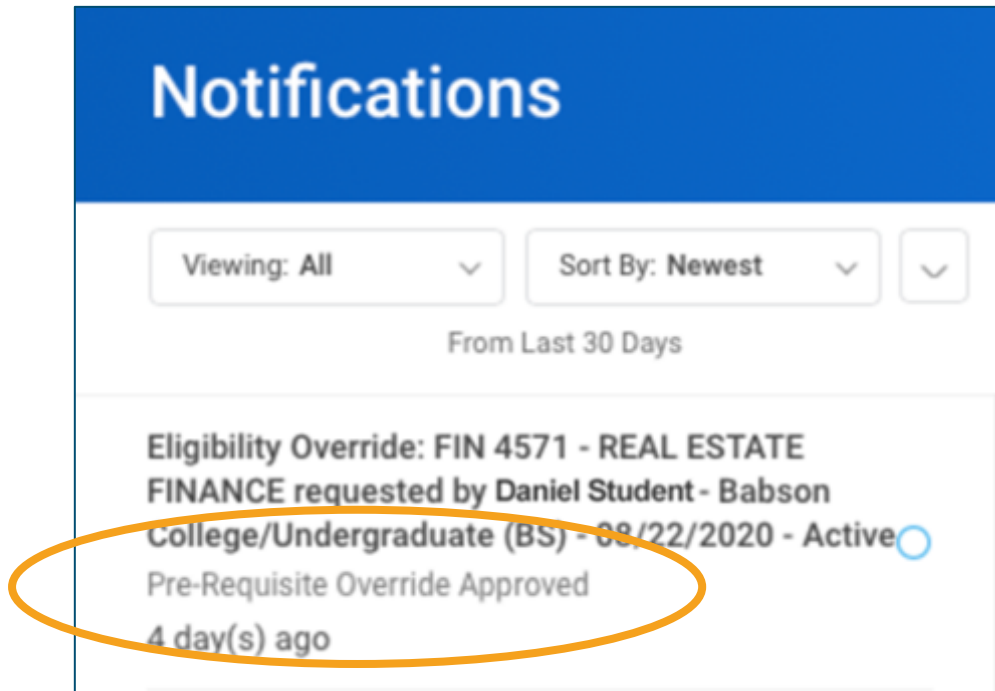 Notifications
Viewing: All
Sort By: Newest
From Last 30 Days
Eligibility Override: FIN 4571 - REAL ESTATE
FINANCE requested by Daniel Student - Babson
College/Undergraduate (BS) - 08/22/2020 - Active
Pre-Requisite Override Approved
4 day(s) ago